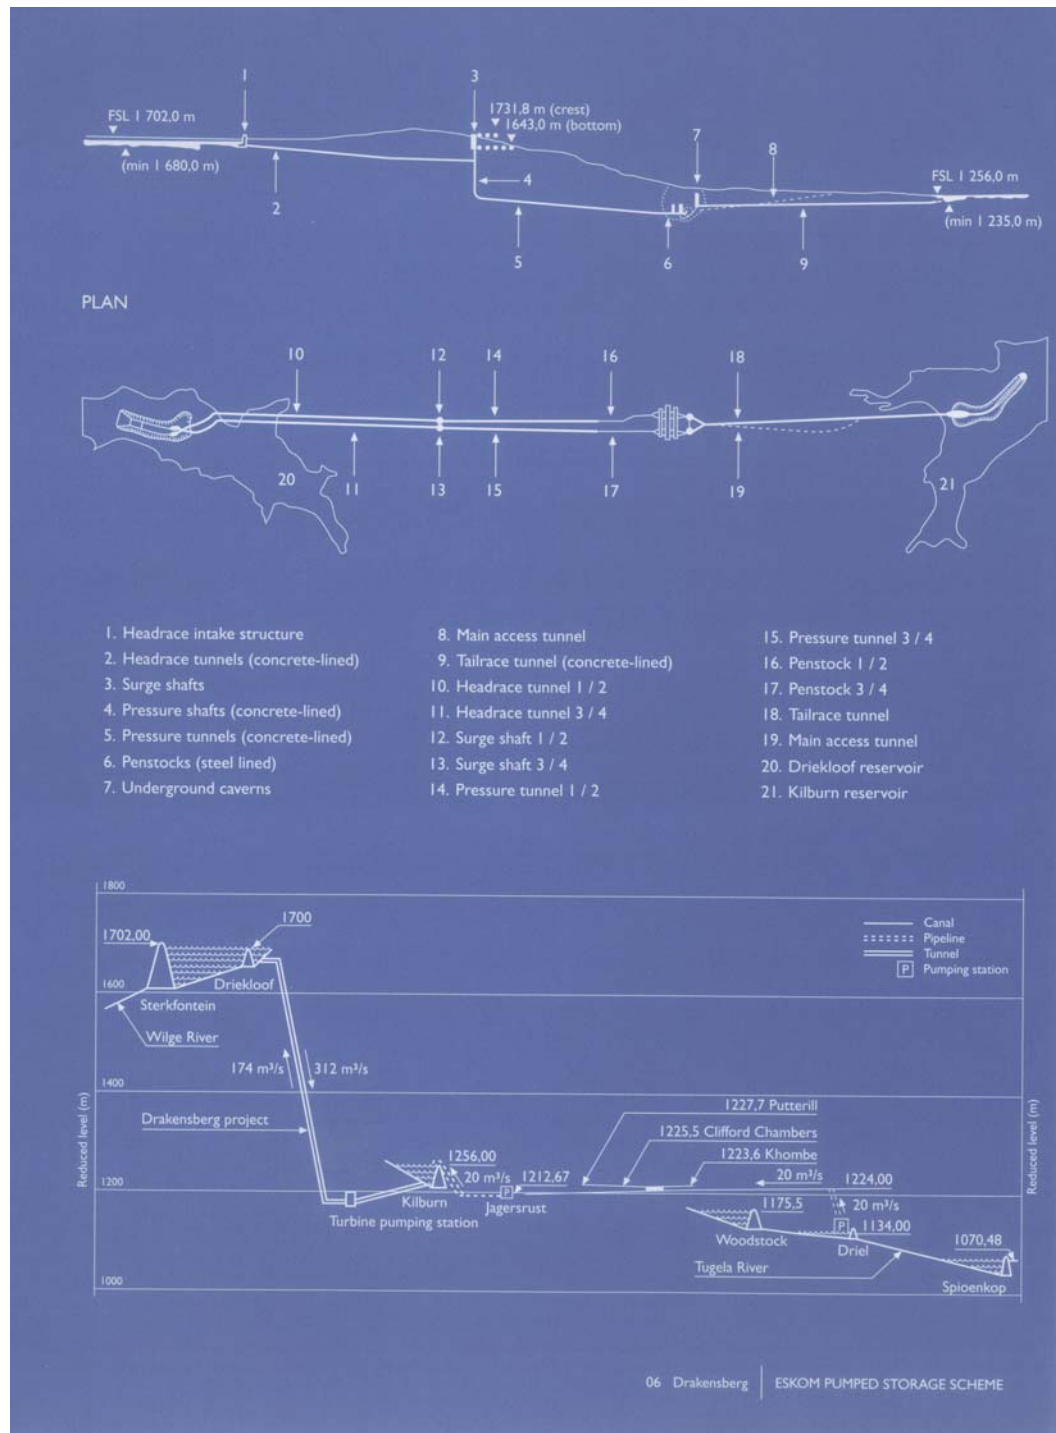 1
3
1731,8 m (crest)
1643,0 m (bottom)
FSL 1 702,0 m
7
8
(min 1 680,0 m)
4
FSL 1 256,0 m
2
(min 1 235,0 m)
5
6
9
PLAN
10
12
14
16
18
20
11
13
15
17
19
21
1. Headrace intake structure
2. Headrace tunnels (concrete-lined)
3. Surge shafts
4. Pressure shafts (concrete-lined)
5. Pressure tunnels (concrete-lined)
6. Penstocks (steel lined)
7. Underground caverns
8. Main access tunnel
9. Tailrace tunnel (concrete-lined)
10. Headrace tunnel 1 / 2
11. Headrace tunnel 3 / 4
12. Surge shaft 1 / 2
13. Surge shaft 3 / 4
14. Pressure tunnel 1 / 2
15. Pressure tunnel 3 / 4
16. Penstock 1 / 2
17. Penstock 3 / 4
18. Tailrace tunnel
19. Main access tunnel
20. Driekloof reservoir
21. Kilburn reservoir
1800
1700
1702,00
Canal
Pipeline
Tunnel
P Pumping station
Driekloof
1600
Sterkfontein
Wilge River
174 m³/s
312 m³/s
1400
Reduced level (m)
Reduced level (m)
Drakensberg project
1227,7 Putterill
1225,5 Clifford Chambers
1256,00
1223,6 Khombe
20 m³/s
1212,67
20 m³/s
1224,00
1200
Kilburn
P
Jagersrust
1175,5
20 m³/s
Turbine pumping station
P
1134,00
Woodstock
Driel
1070,48
Tugela River
1000
Spioenkop
06 Drakensberg
ESKOM PUMPED STORAGE SCHEME